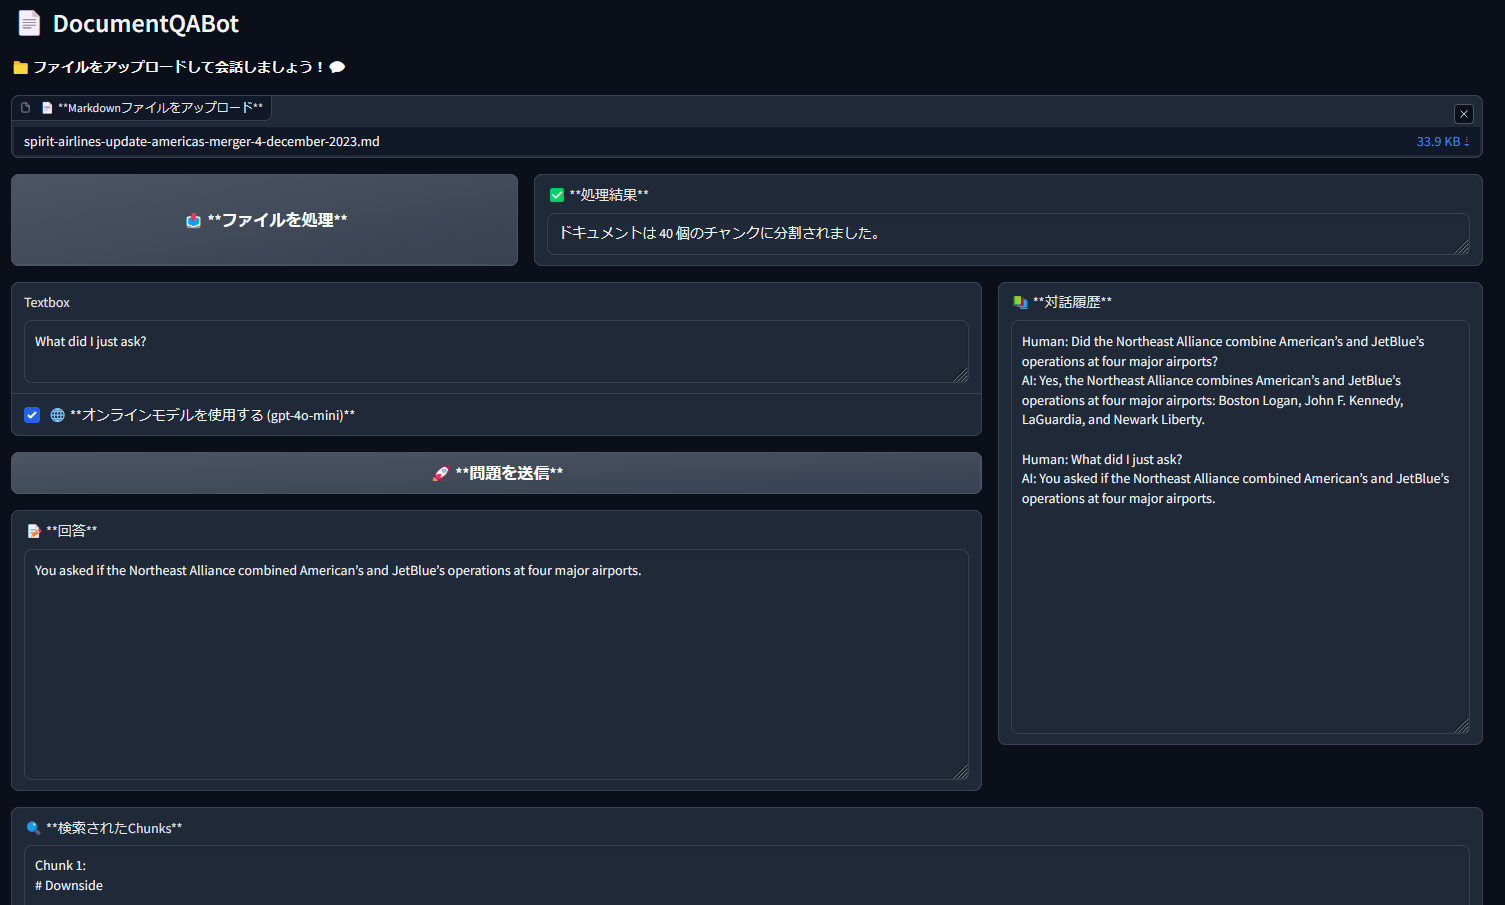 DocumentQABot
ファイルをアップロードして会話しましょう！
**Markdownファイルをアップロード**
spirit-airlines-update-americas-merger-4-december-2023.md
33.9 KB ⇣
**ファイルを処理**
**処理結果**
ドキュメントは 40 個のチャンクに分割されました。
Textbox
What did I just ask?
**オンラインモデルを使用する (gpt-4o-mini)**
**問題を送信**
**回答**
You asked if the Northeast Alliance combined American’s and JetBlue’s operations at four major airports.
**対話履歴**
Human: Did the Northeast Alliance combine American’s and JetBlue’s
operations at four major airports?
AI: Yes, the Northeast Alliance combines American’s and JetBlue’s
operations at four major airports: Boston Logan, John F. Kennedy,
LaGuardia, and Newark Liberty.
Human: What did I just ask?
AI: You asked if the Northeast Alliance combined American’s and JetBlue’s
operations at four major airports.
**検索されたChunks**
Chunk 1:
# Downside